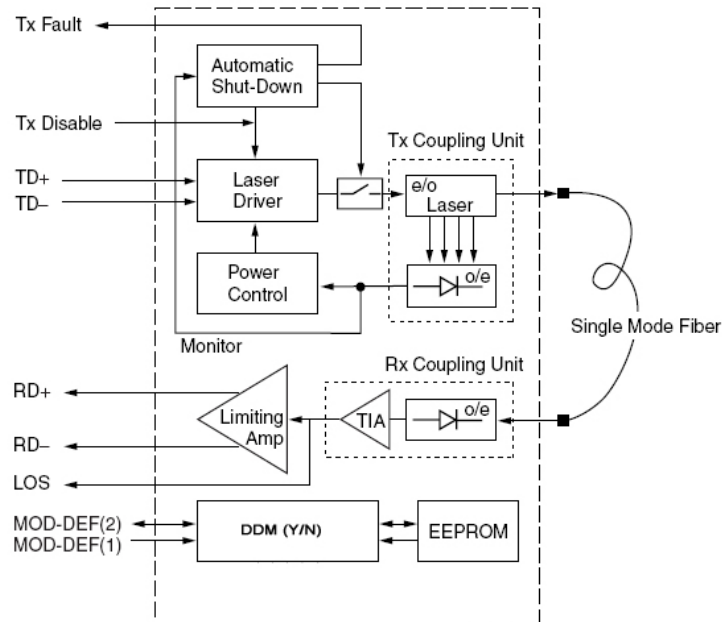 Tx Fault
Automatic
Shut-Down
Tx Disable
Tx Coupling Unit
TD+
TD–
Laser
Driver
e/o
Laser
Power
Control
o/e
Single Mode Fiber
Monitor
Rx Coupling Unit
RD+
RD–
Limiting
Amp
TIA
o/e
LOS
MOD-DEF(2)
MOD-DEF(1)
DDM (Y/N)
EEPROM